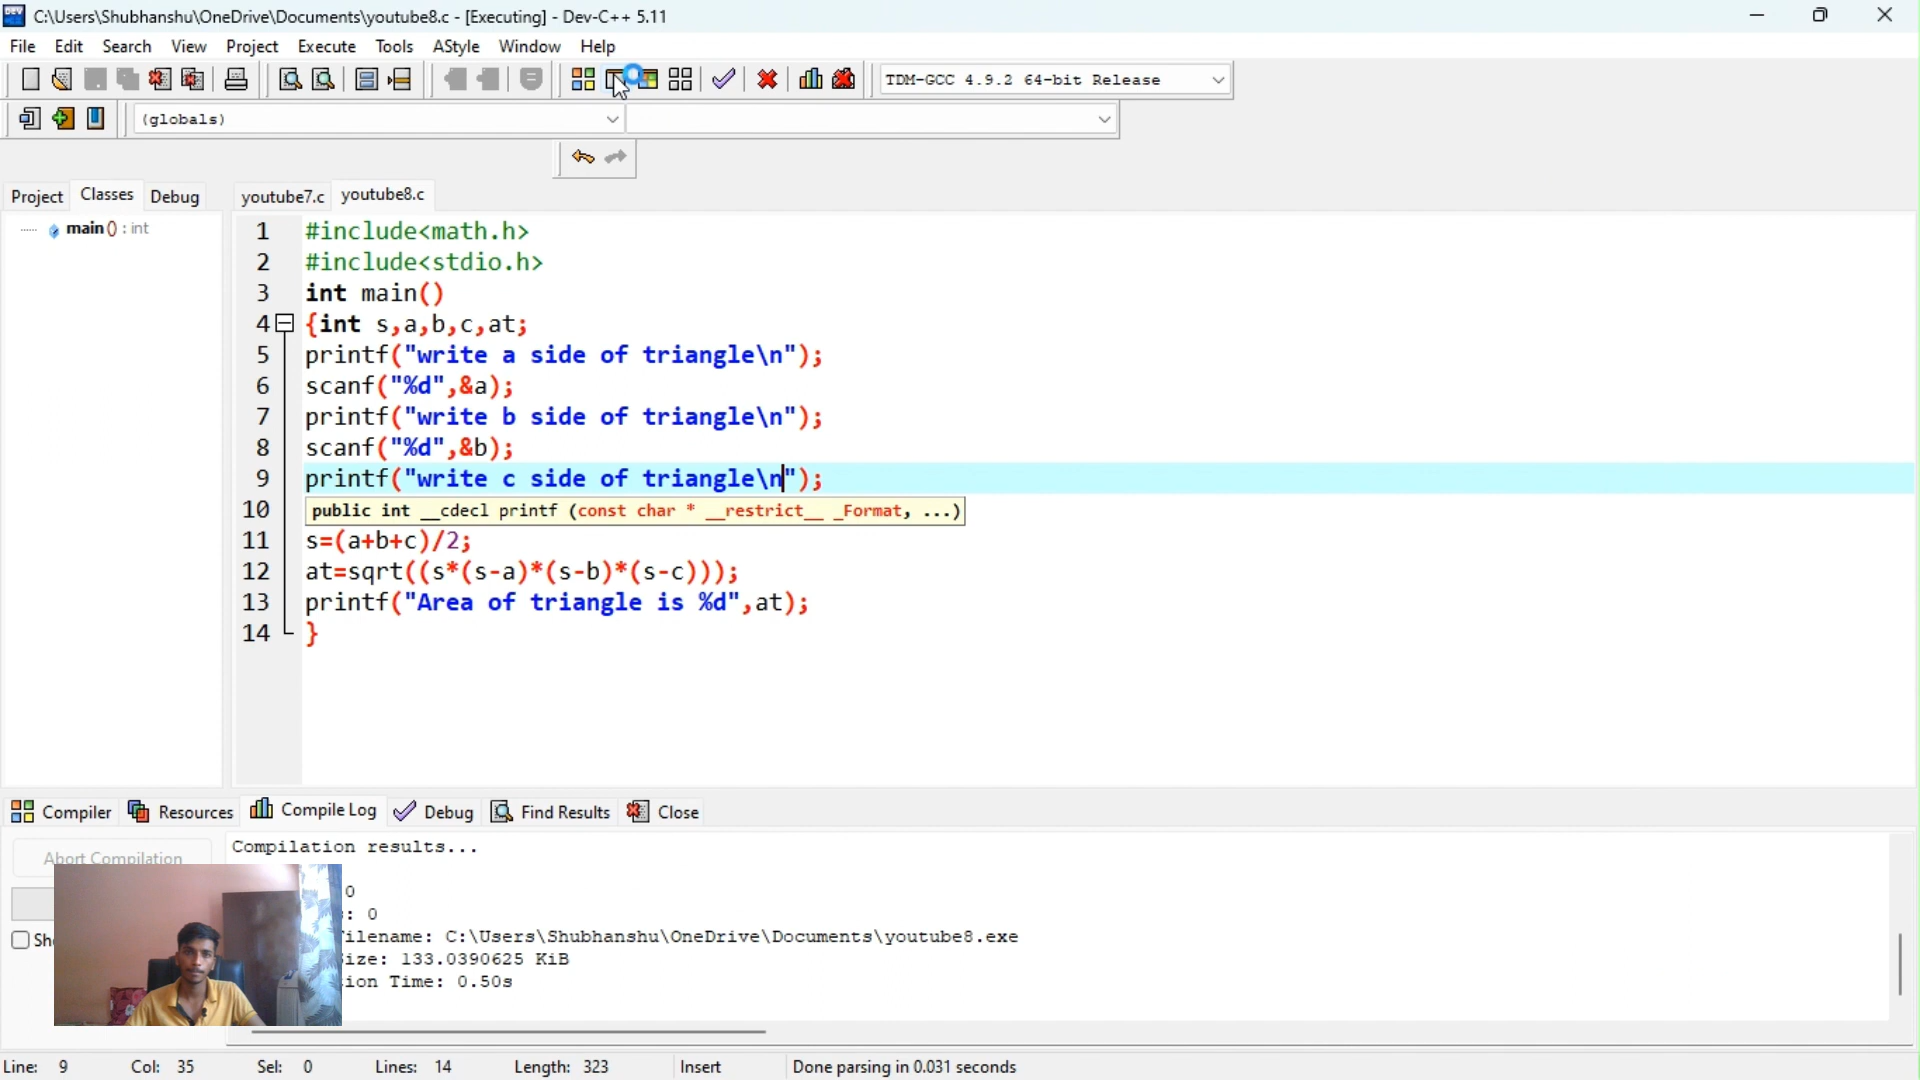 C:\Users\Shubhanshu\OneDrive\Documents\youtube8.c - [Executing] - Dev-C++ 5.11
File Edit Search View Project Execute Tools AStyle Window Help
TDM-GCC 4.9.2 64-bit Release
(globals)
Project Classes Debug youtube7.c youtube8.c
main () : int
1 #include<math.h>
2 #include<stdio.h>
3 int main()
4 {int s,a,b,c,at;
5 printf("write a side of triangle\n");
6 scanf("%d",&a);
7 printf("write b side of triangle\n");
8 scanf("%d",&b);
9 printf("write c side of triangle\n");
10 public int __cdecl printf (const char * __restrict__ _Format, ...)
11 s=(a+b+c)/2;
12 at=sqrt((s*(s-a)*(s-b)*(s-c)));
13 printf("Area of triangle is %d",at);
14 }
Compiler Resources Compile Log Debug Find Results Close
Abort Compilation
Compilation results...
0
: 0
ilename: C:\Users\Shubhanshu\OneDrive\Documents\youtube8.exe
Sh
ize: 133.0390625 KiB
ion Time: 0.50s
Line: 9 Col: 35 Sel: 0 Lines: 14 Length: 323 Insert Done parsing in 0.031 seconds